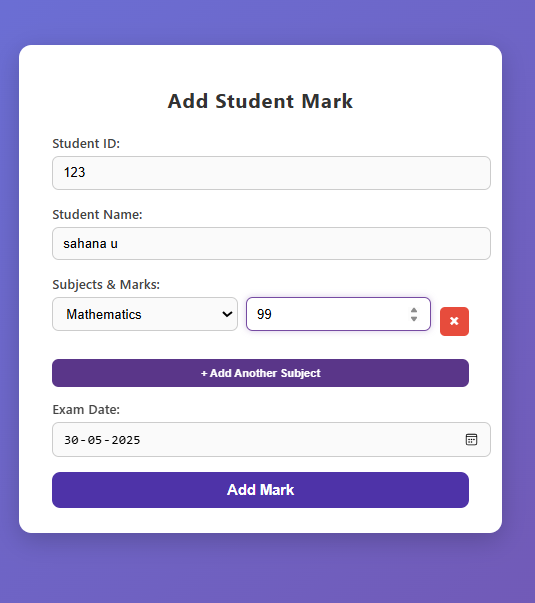 Add Student Mark
Student ID:
123
Student Name:
sahana u
Subjects & Marks:
Mathematics 99 ×
+ Add Another Subject
Exam Date:
30-05-2025
Add Mark